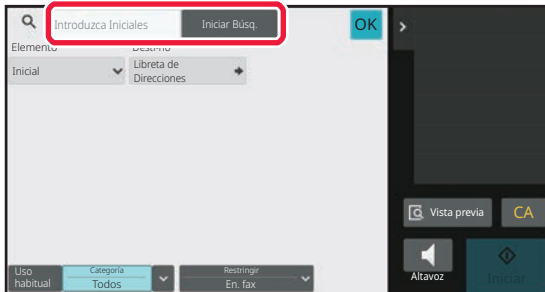 Introduzca Iniciales
Iniciar Búsq.
OK
Elemento
Inicial
Libreta de
Direcciones
Vista previa
CA
Altavoz
Iniciar
Uso
habitual
Categoría
Todos
Restringir
En. fax